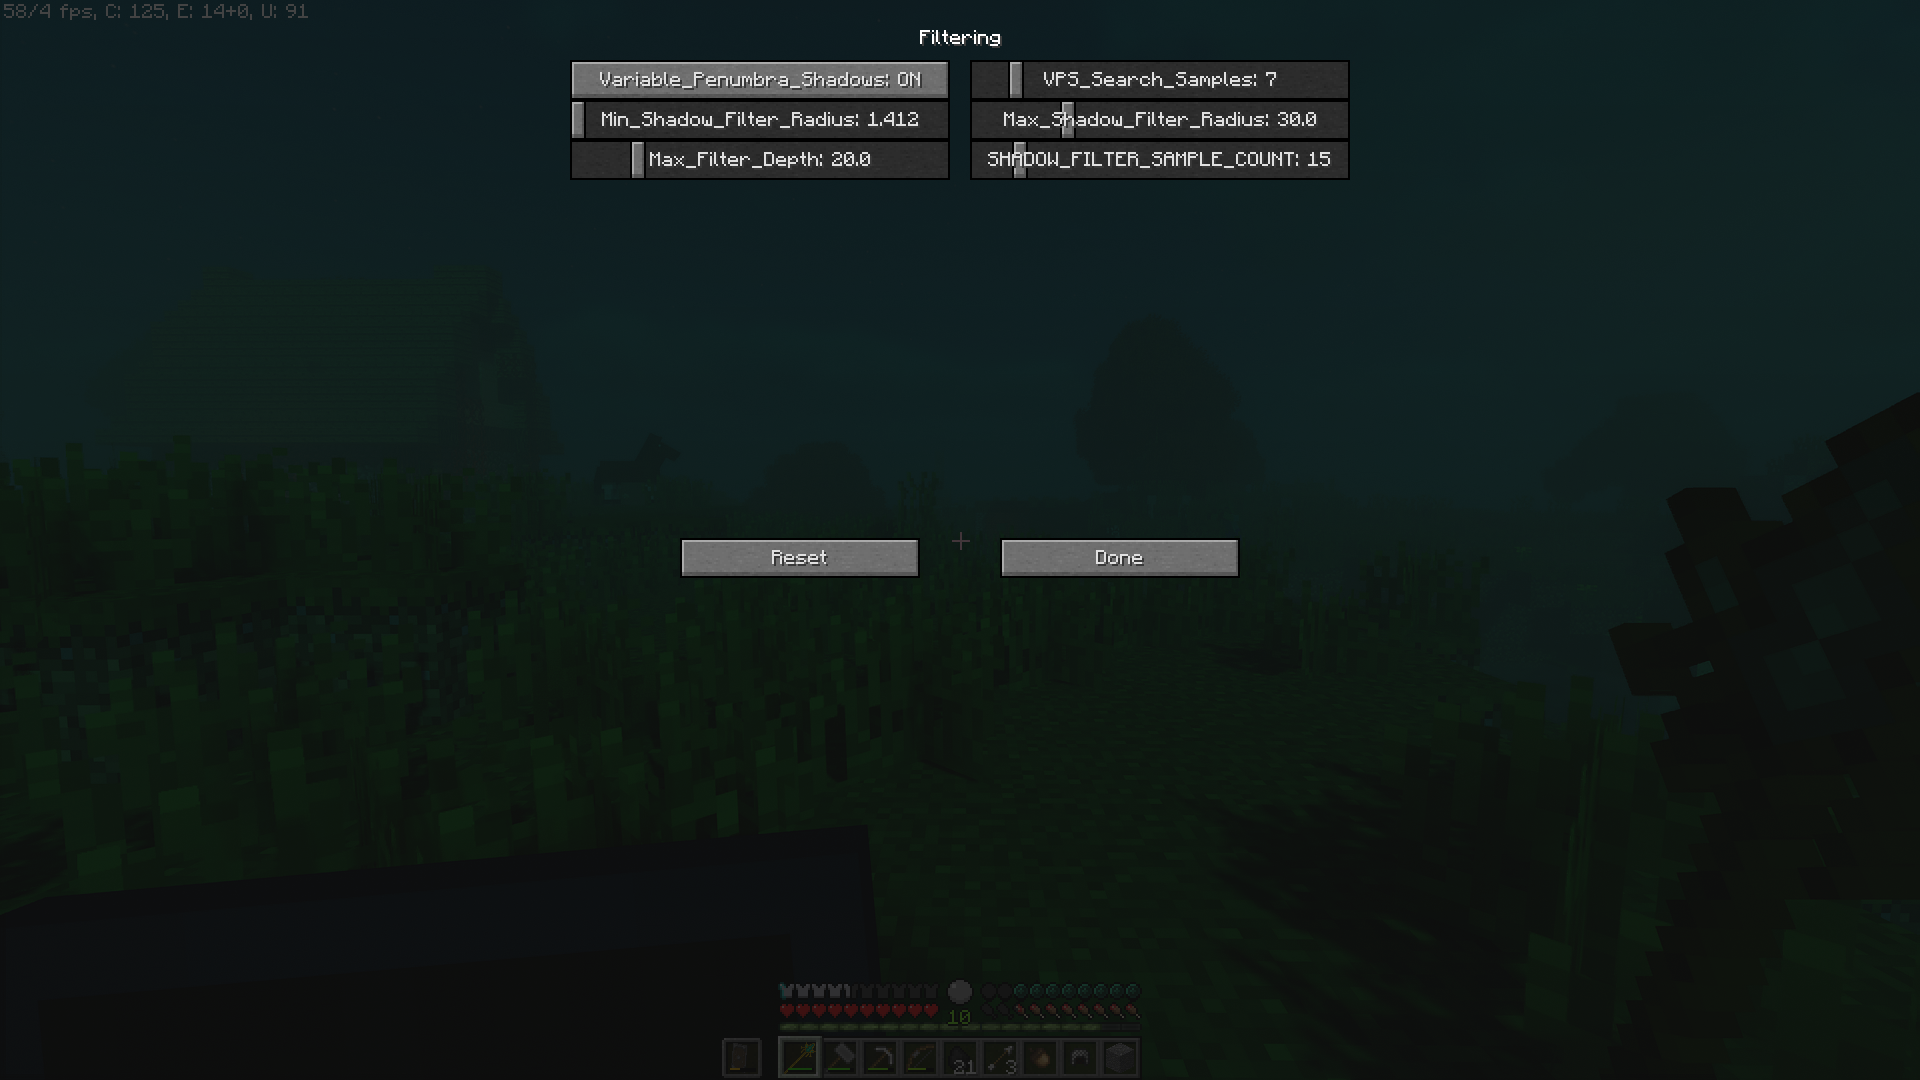 58/4 fps, C: 125, E: 14+0, U: 91
Filtering
Variable_Penumbra_Shadows: ON
VPS_Search_Samples: 7
Min_Shadow_Filter_Radius: 1.412
Max_Shadow_Filter_Radius: 30.0
Max_Filter_Depth: 20.0
SHADOW_FILTER_SAMPLE_COUNT: 15
Reset
Done
10
21
3